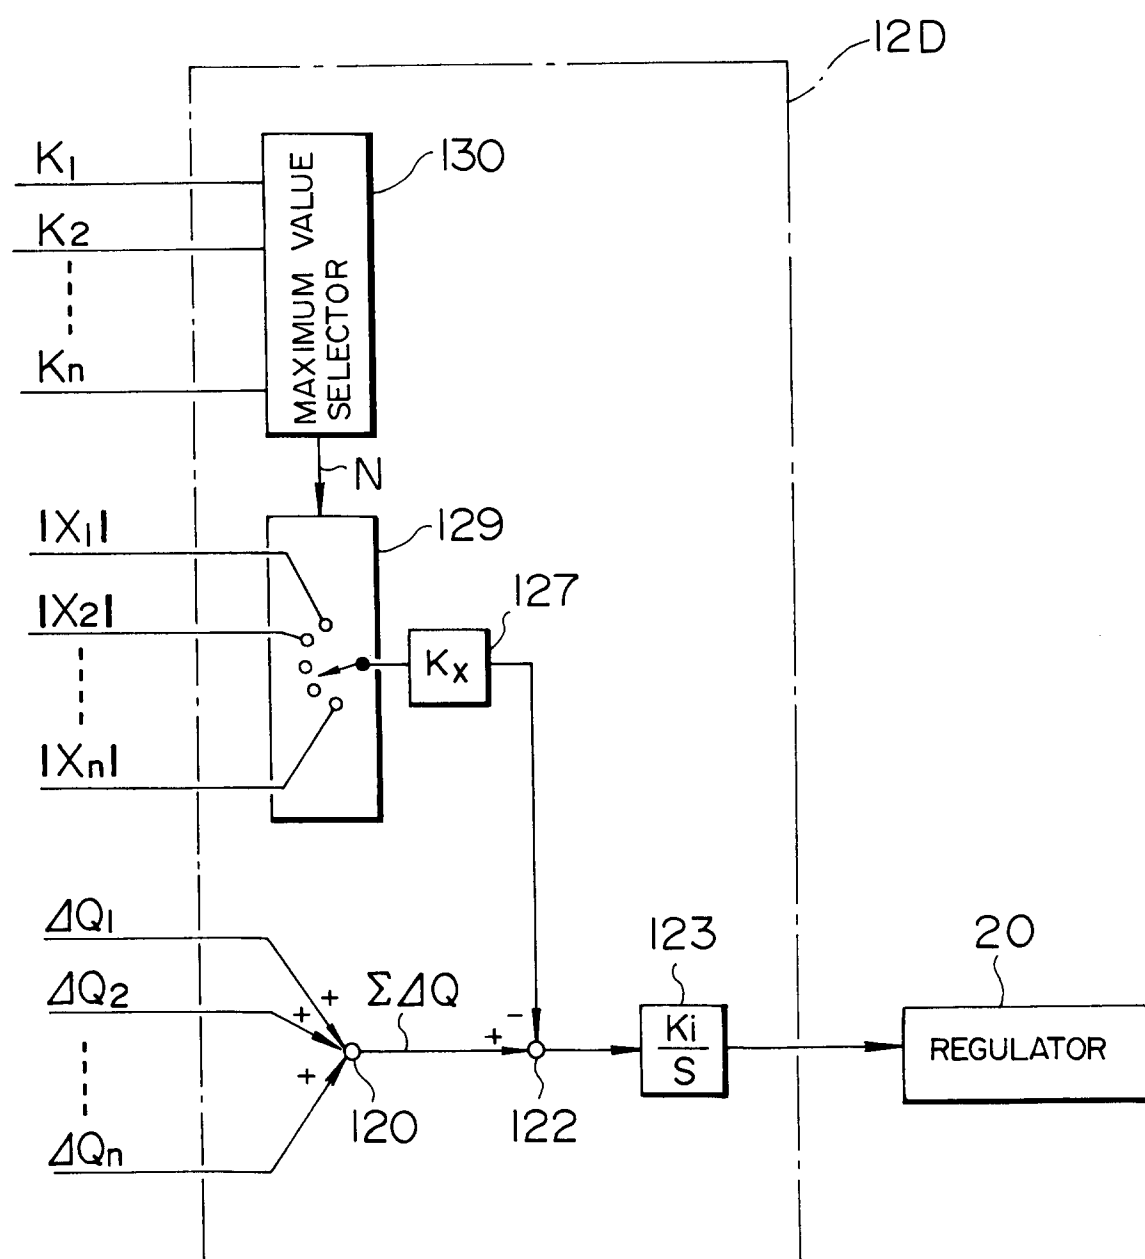 12D
K1
130
K2
Kn
MAXIMUM VALUE
SELECTOR
N
|X1|
129
|X2|
127
KX
|Xn|
ΔQ1
ΔQ2
ΔQn
+
+
+
ΣΔQ
120
+
-
122
123
Ki
S
20
REGULATOR